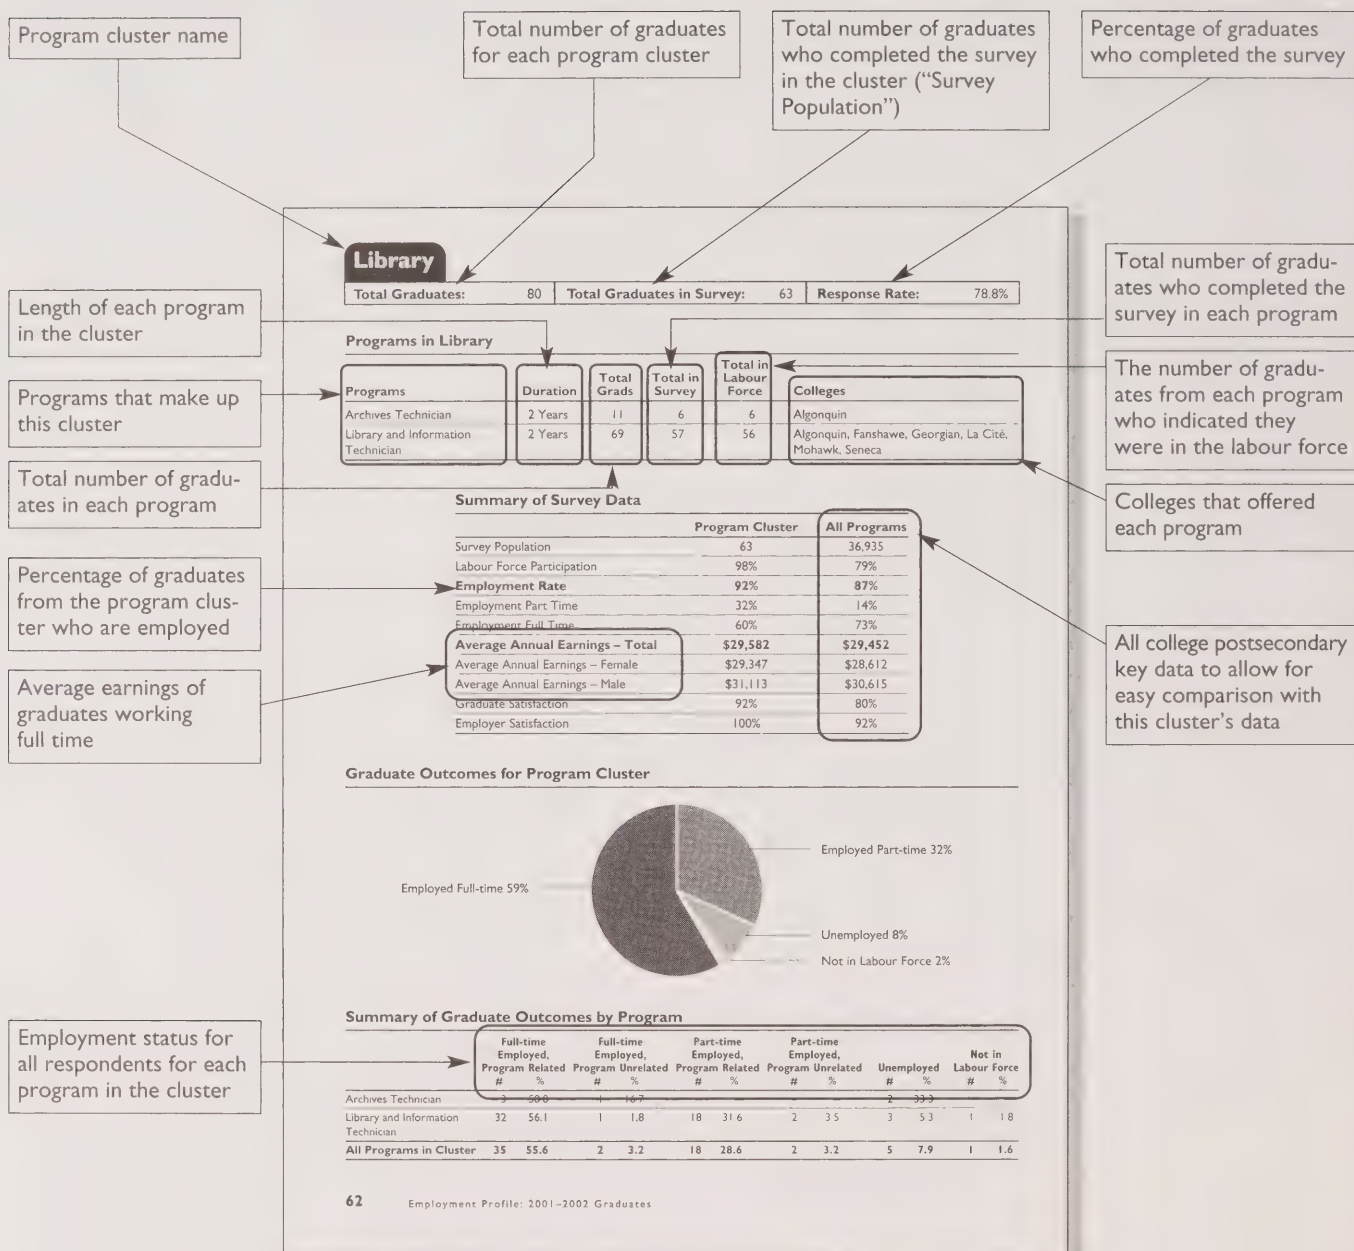 Program cluster name
Total number of graduates
for each program cluster
Total number of graduates
who completed the survey
in the cluster (“Survey
Population”)
Percentage of graduates
who completed the survey
Length of each program
in the cluster
Programs that make up
this cluster
Total number of gradu-
ates in each program
Percentage of graduates
from the program clus-
ter who are employed
Average earnings of
graduates working
full time
Employment status for
all respondents for each
program in the cluster
Library
Total Graduates: 80 Total Graduates in Survey: 63 Response Rate: 78.8%
Programs in Library
Programs Duration Total Grads Total in Survey Total in Labour Force Colleges
Archives Technician 2 Years 11 6 6 Algonquin
Library and Information 2 Years 69 57 56 Algonquin, Fanshawe, Georgian, La Cité,
Technician Mohawk, Seneca
Summary of Survey Data
Program Cluster All Programs
Survey Population 63 36,935
Labour Force Participation 98% 79%
Employment Rate 92% 87%
Employment Part Time 32% 14%
Employment Full Time 60% 73%
Average Annual Earnings – Total $29,582 $29,452
Average Annual Earnings – Female $29,347 $28,612
Average Annual Earnings – Male $31,113 $30,615
Graduate Satisfaction 92% 80%
Employer Satisfaction 100% 92%
Graduate Outcomes for Program Cluster
Employed Part-time 32%
Employed Full-time 59%
Unemployed 8%
Not in Labour Force 2%
Summary of Graduate Outcomes by Program
Full-time Full-time Part-time Part-time
Employed, Employed, Employed, Employed, Not in
Program Related Program Unrelated Program Related Program Unrelated Unemployed Labour Force
# % # % # % # % # % # %
Archives Technician 3 50.0 1 16.7 – – – – 2 33.3 – –
Library and Information 32 56.1 1 1.8 18 31.6 2 3.5 3 5.3 1 1.8
Technician
All Programs in Cluster 35 55.6 2 3.2 18 28.6 2 3.2 5 7.9 1 1.6
62 Employment Profile: 2001–2002 Graduates
Total number of gradu-
ates who completed the
survey in each program
The number of gradu-
ates from each program
who indicated they
were in the labour force
Colleges that offered
each program
All college postsecondary
key data to allow for
easy comparison with
this cluster’s data